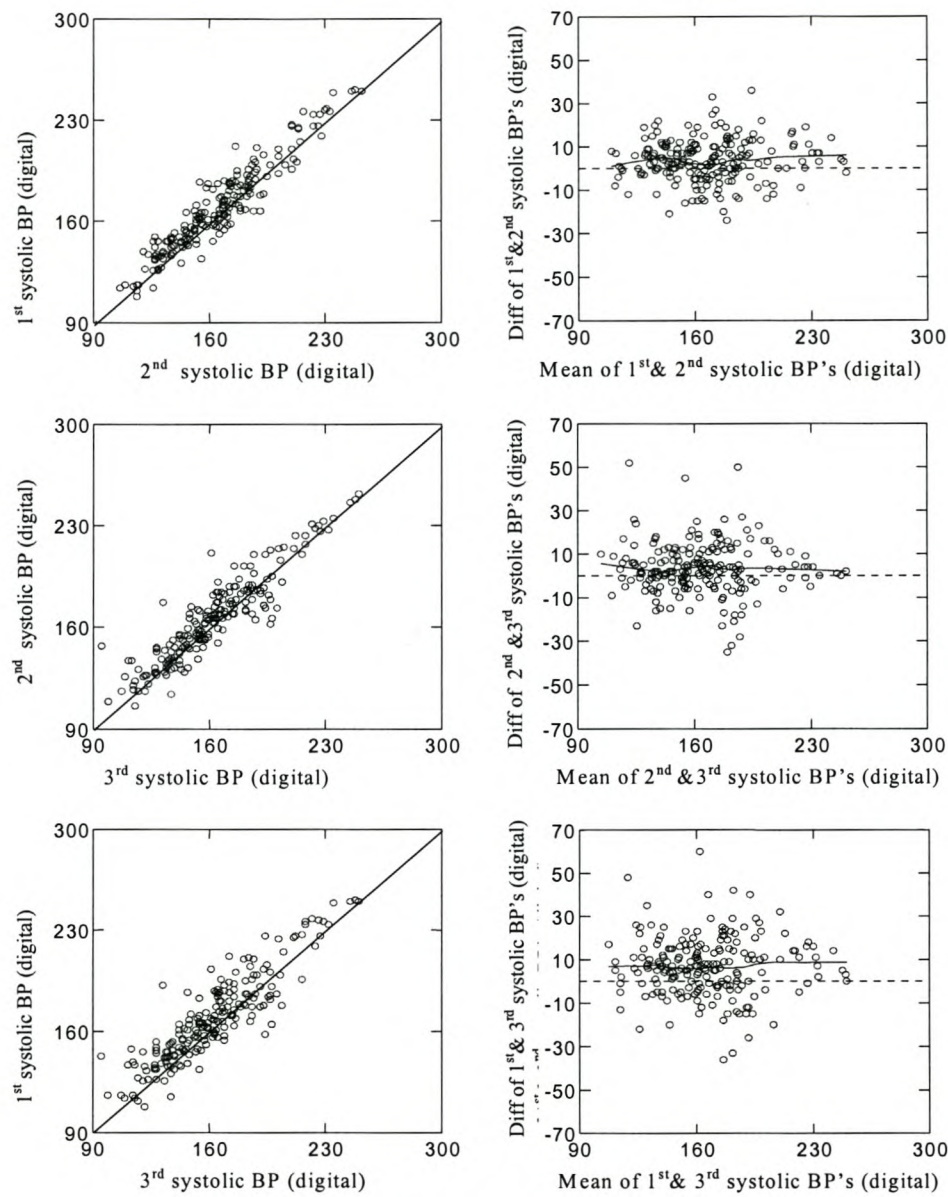 300
230
160
90
1st systolic BP (digital)
90 160 230 300
2nd systolic BP (digital)
70
50
30
10
-10
-30
-50
-70
Diff of 1st&2nd systolic BP's (digital)
90 160 230 300
Mean of 1st& 2nd systolic BP's (digital)
300
230
160
90
2nd systolic BP (digital)
90 160 230 300
3rd systolic BP (digital)
70
50
30
10
-10
-30
-50
-70
Diff of 2nd &3rd systolic BP's (digital)
90 160 230 300
Mean of 2nd &3rd systolic BP's (digital)
300
230
160
90
1st systolic BP (digital)
90 160 230 300
3rd systolic BP (digital)
70
50
30
10
-10
-30
-50
-70
Diff of 1st& 3rd systolic BP's (digital)
90 160 230 300
Mean of 1st& 3rd systolic BP's (digital)